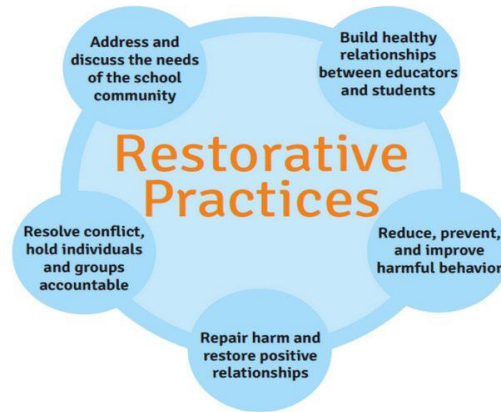 Restorative
Practices
Address and
discuss the needs
of the school
community
Build healthy
relationships
between educators
and students
Reduce, prevent,
and improve
harmful behavior
Repair harm and
restore positive
relationships
Resolve conflict,
hold individuals
and groups
accountable